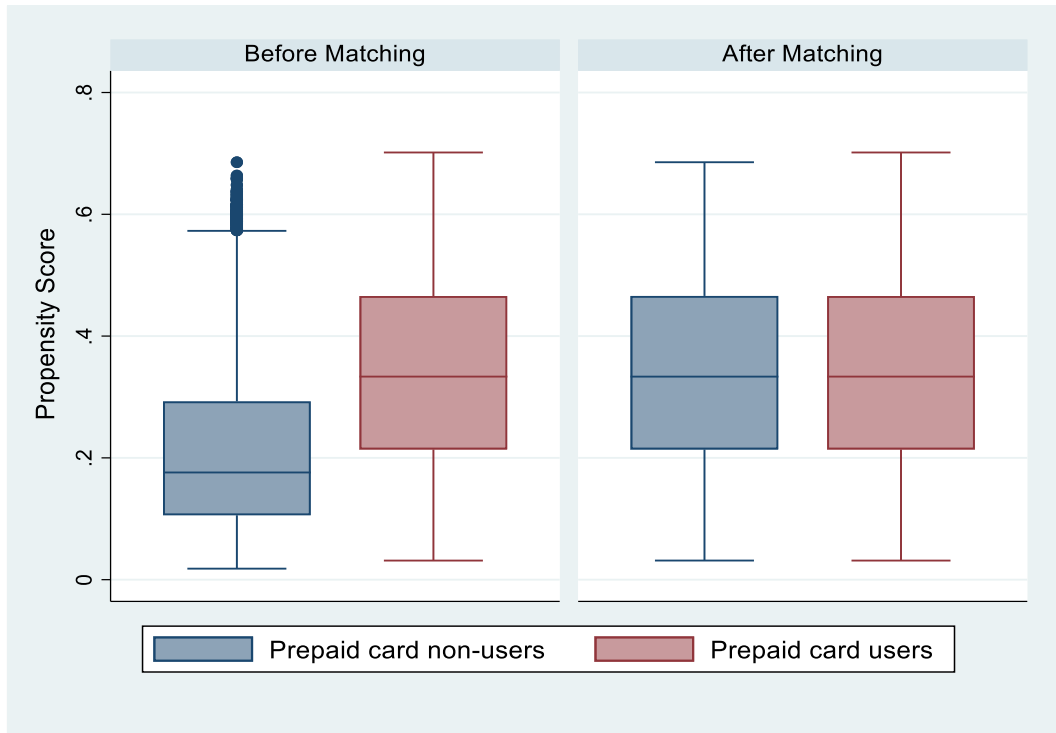 Before Matching
After Matching
Propensity Score
.8
.6
.4
.2
0
Prepaid card non-users
Prepaid card users